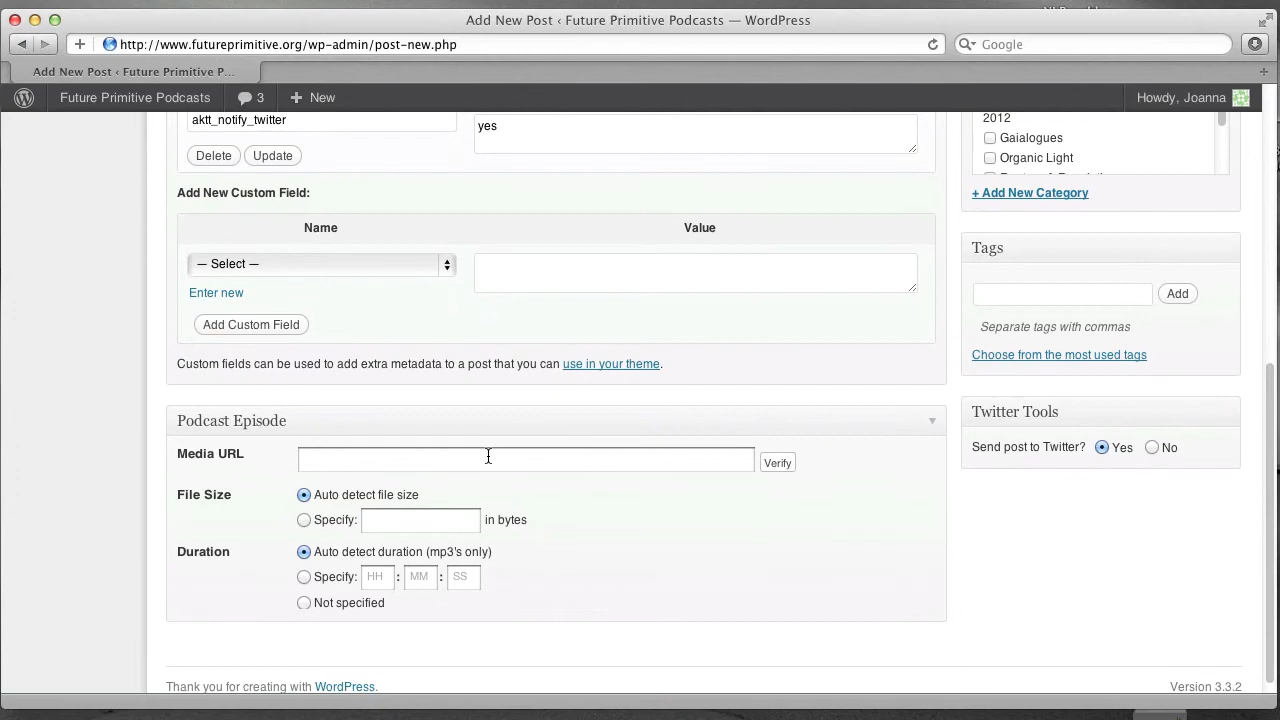 Add New Post ‹ Future Primitive Podcasts — WordPress
http://www.futureprimitive.org/wp-admin/post-new.php
Google
Add New Post ‹ Future Primitive P...
Future Primitive Podcasts 3 New Howdy, Joanna
aktt_notify_twitter
yes
Delete Update
Add New Custom Field:
Name Value
— Select —
Enter new
Add Custom Field
Custom fields can be used to add extra metadata to a post that you can use in your theme.
Podcast Episode
Media URL
Verify
File Size
Auto detect file size
Specify: in bytes
Duration
Auto detect duration (mp3's only)
Specify: HH : MM : SS
Not specified
2012
Gaialogues
Organic Light
+ Add New Category
Tags
Add
Separate tags with commas
Choose from the most used tags
Twitter Tools
Send post to Twitter? Yes No
Thank you for creating with WordPress.
Version 3.3.2